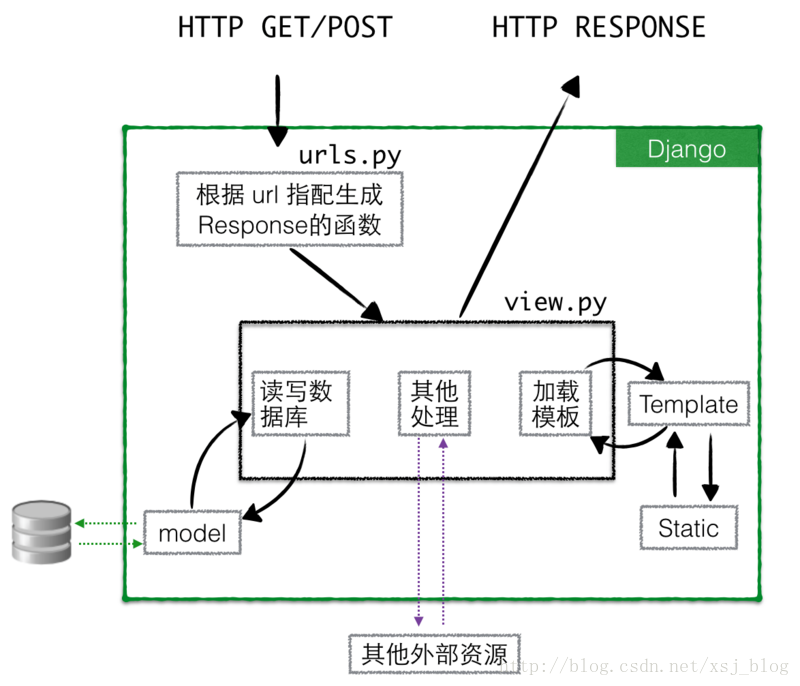 HTTP GET/POST
HTTP RESPONSE
Django
urls.py
根据 url 指配生成
Response的函数
view.py
读写数
据库
其他
处理
加载
模板
Template
model
Static
其他外部资源
http://blog.csdn.net/xsj_blog